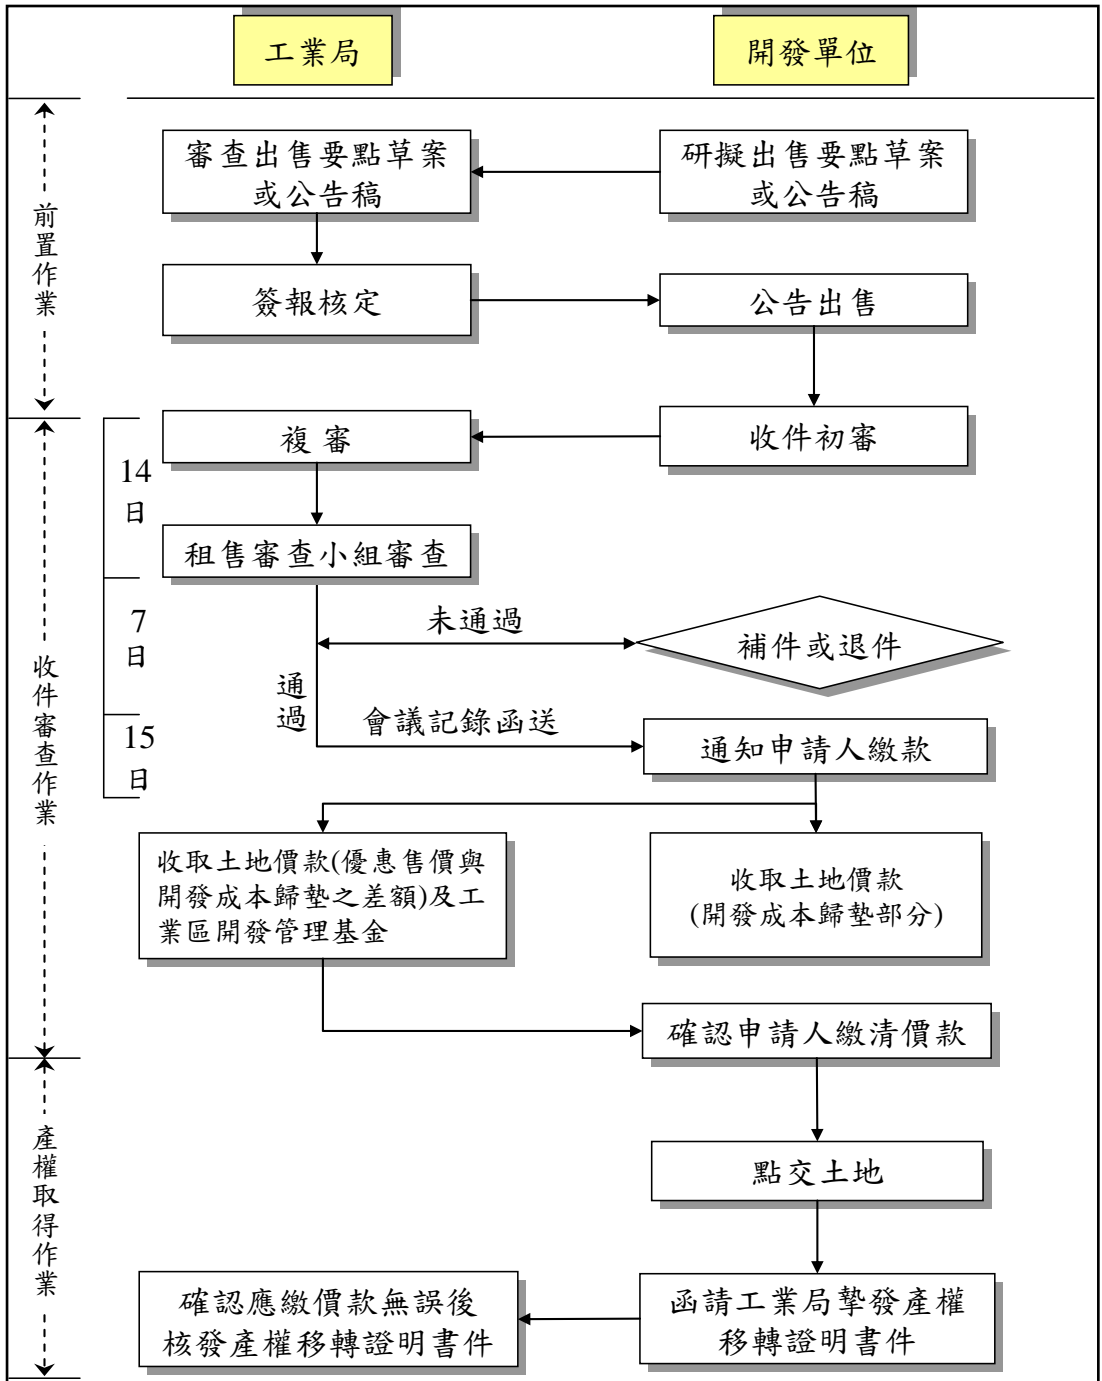 工業局
開發單位
前置作業
審查出售要點草案
或公告稿
研擬出售要點草案
或公告稿
簽報核定
公告出售
收件審查作業
14
日
複審
收件初審
租售審查小組審查
7
日
未通過
補件或退件
通過
15
日
會議記錄函送
通知申請人繳款
收取土地價款(優惠售價與
開發成本歸墊之差額)及工
業區開發管理基金
收取土地價款
(開發成本歸墊部分)
確認申請人繳清價款
產權取得作業
點交土地
確認應繳價款無誤後
核發產權移轉證明書件
函請工業局摯發產權
移轉證明書件